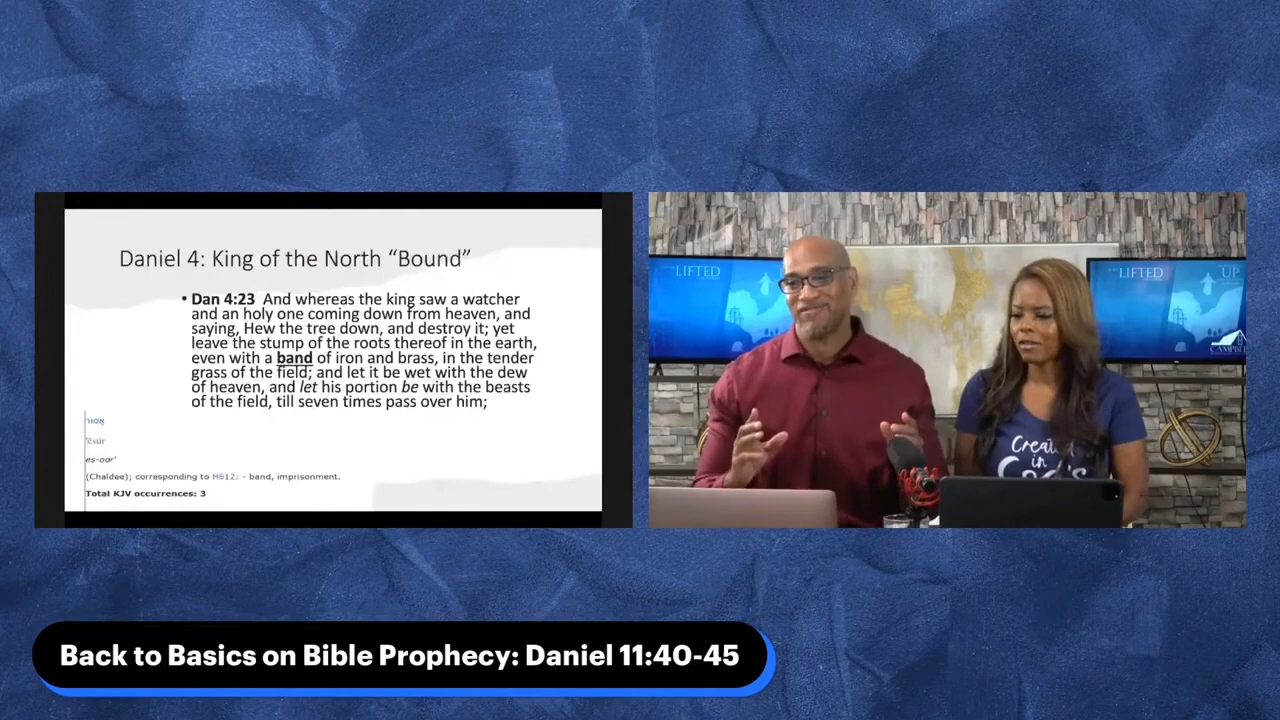 Daniel 4: King of the North “Bound”
• Dan 4:23 And whereas the king saw a watcher
and an holy one coming down from heaven, and
saying, Hew the tree down, and destroy it; yet
leave the stump of the roots thereof in the earth,
even with a band of iron and brass, in the tender
grass of the field; and let it be wet with the dew
of heaven, and let his portion be with the beasts
of the field, till seven times pass over him;
אֱסוּר
'ĕsûr
es-oor'
(Chaldee); corresponding to H612: - band, imprisonment.
Total KJV occurrences: 3
LIFTED
LIFTED
UP
Created
in
God's
Back to Basics on Bible Prophecy: Daniel 11:40-45